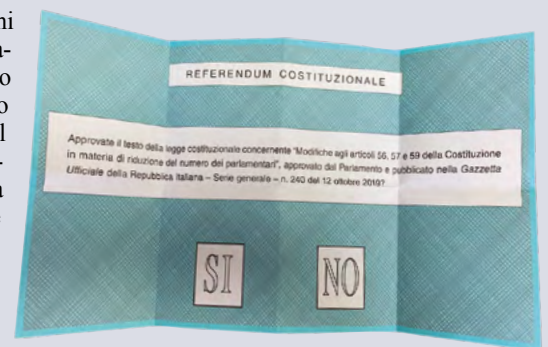 ni
a-
o
o
l
-
a
REFERENDUM COSTITUZIONALE
Approvate il testo della legge costituzionale concernente "Modifiche agli articoli 56, 57 e 59 della Costituzione
in materia di riduzione del numero dei parlamentari", approvato dal Parlamento e pubblicato nella Gazzetta
Ufficiale della Repubblica Italiana – Serie generale – n. 240 del 12 ottobre 2019?
SI NO